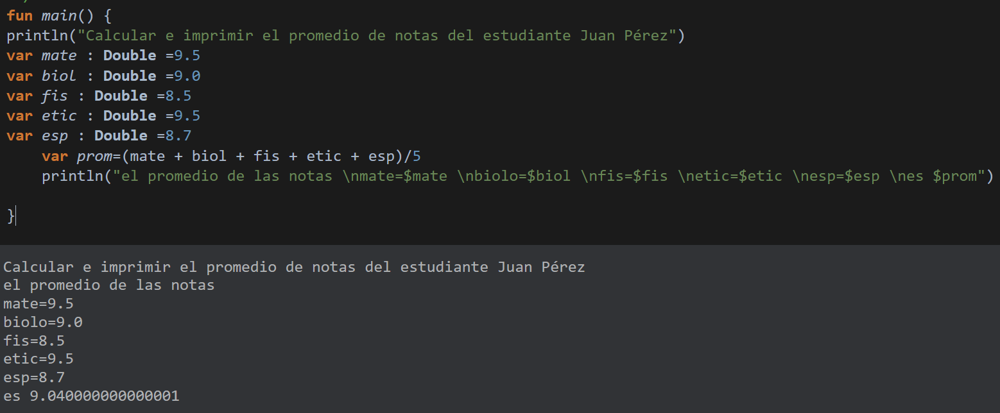 fun main() {
println("Calcular e imprimir el promedio de notas del estudiante Juan Pérez")
var mate : Double =9.5
var biol : Double =9.0
var fis : Double =8.5
var etic : Double =9.5
var esp : Double =8.7
    var prom=(mate + biol + fis + etic + esp)/5
    println("el promedio de las notas \nmate=$mate \nbiolo=$biol \nfis=$fis \netic=$etic \nesp=$esp \nes $prom")
}
Calcular e imprimir el promedio de notas del estudiante Juan Pérez
el promedio de las notas
mate=9.5
biolo=9.0
fis=8.5
etic=9.5
esp=8.7
es 9.040000000000001